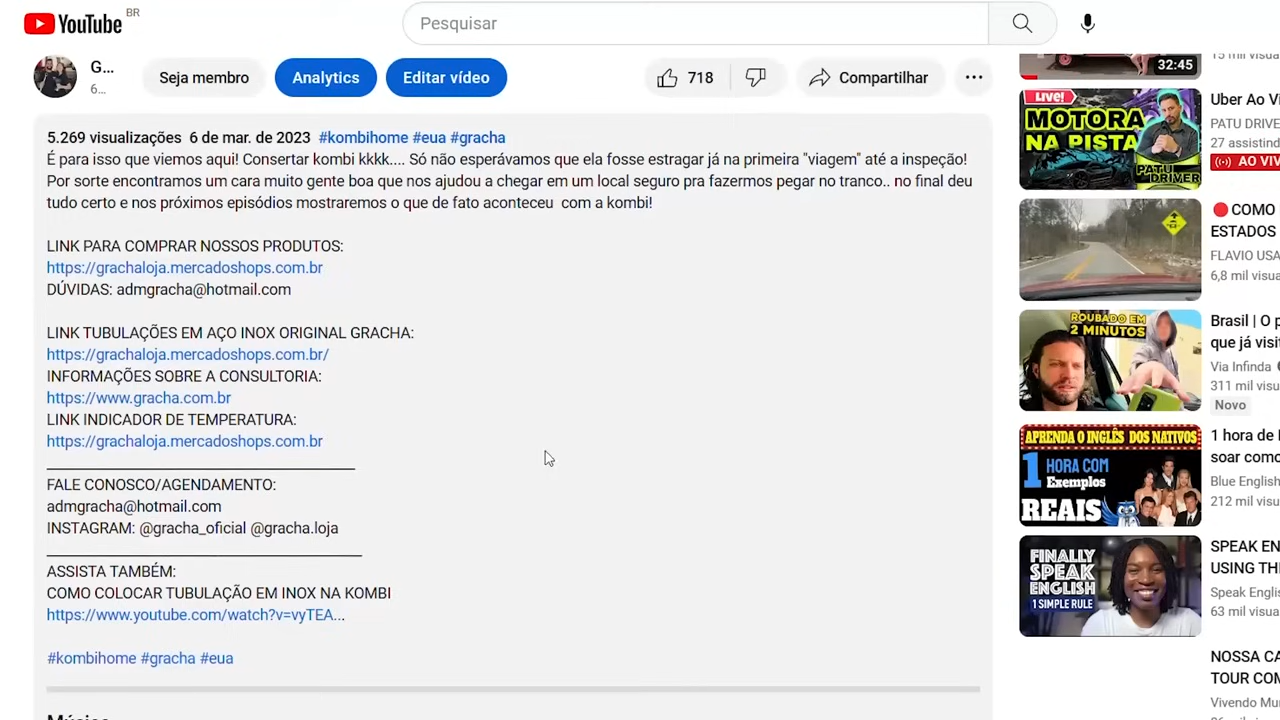 YouTube BR
Pesquisar
G...
6...
Seja membro
Analytics
Editar vídeo
718
Compartilhar
5.269 visualizações 6 de mar. de 2023 #kombihome #eua #gracha
É para isso que viemos aqui! Consertar kombi kkkk.... Só não esperávamos que ela fosse estragar já na primeira "viagem" até a inspeção!
Por sorte encontramos um cara muito gente boa que nos ajudou a chegar em um local seguro pra fazermos pegar no tranco.. no final deu
tudo certo e nos próximos episódios mostraremos o que de fato aconteceu com a kombi!
LINK PARA COMPRAR NOSSOS PRODUTOS:
https://grachaloja.mercadoshops.com.br
DÚVIDAS: admgracha@hotmail.com
LINK TUBULAÇÕES EM AÇO INOX ORIGINAL GRACHA:
https://grachaloja.mercadoshops.com.br/
INFORMAÇÕES SOBRE A CONSULTORIA:
https://www.gracha.com.br
LINK INDICADOR DE TEMPERATURA:
https://grachaloja.mercadoshops.com.br
FALE CONOSCO/AGENDAMENTO:
admgracha@hotmail.com
INSTAGRAM: @gracha_oficial @gracha.loja
ASSISTA TAMBÉM:
COMO COLOCAR TUBULAÇÃO EM INOX NA KOMBI
https://www.youtube.com/watch?v=vyTEA...
#kombihome #gracha #eua
32:45
15 mil visua
LIVE!
MOTORA
NA PISTA
PATU DRIVER
Uber Ao Vi
PATU DRIVER
27 assistind
AO VIV
COMO
ESTADOS
FLAVIO USA
6,8 mil visua
ROUBADO EM
2 MINUTOS
Brasil | O p
que já visit
Via Infinda
311 mil visu
Novo
APRENDA O INGLÊS DOS NATIVOS
1 HORA COM
Exemplos
REAIS
1 hora de
soar como
Blue English
212 mil visu
FINALLY
SPEAK
ENGLISH
1 SIMPLE RULE
SPEAK EN
USING THI
Speak Englis
63 mil visua
NOSSA CA
TOUR COM
Vivendo Mu